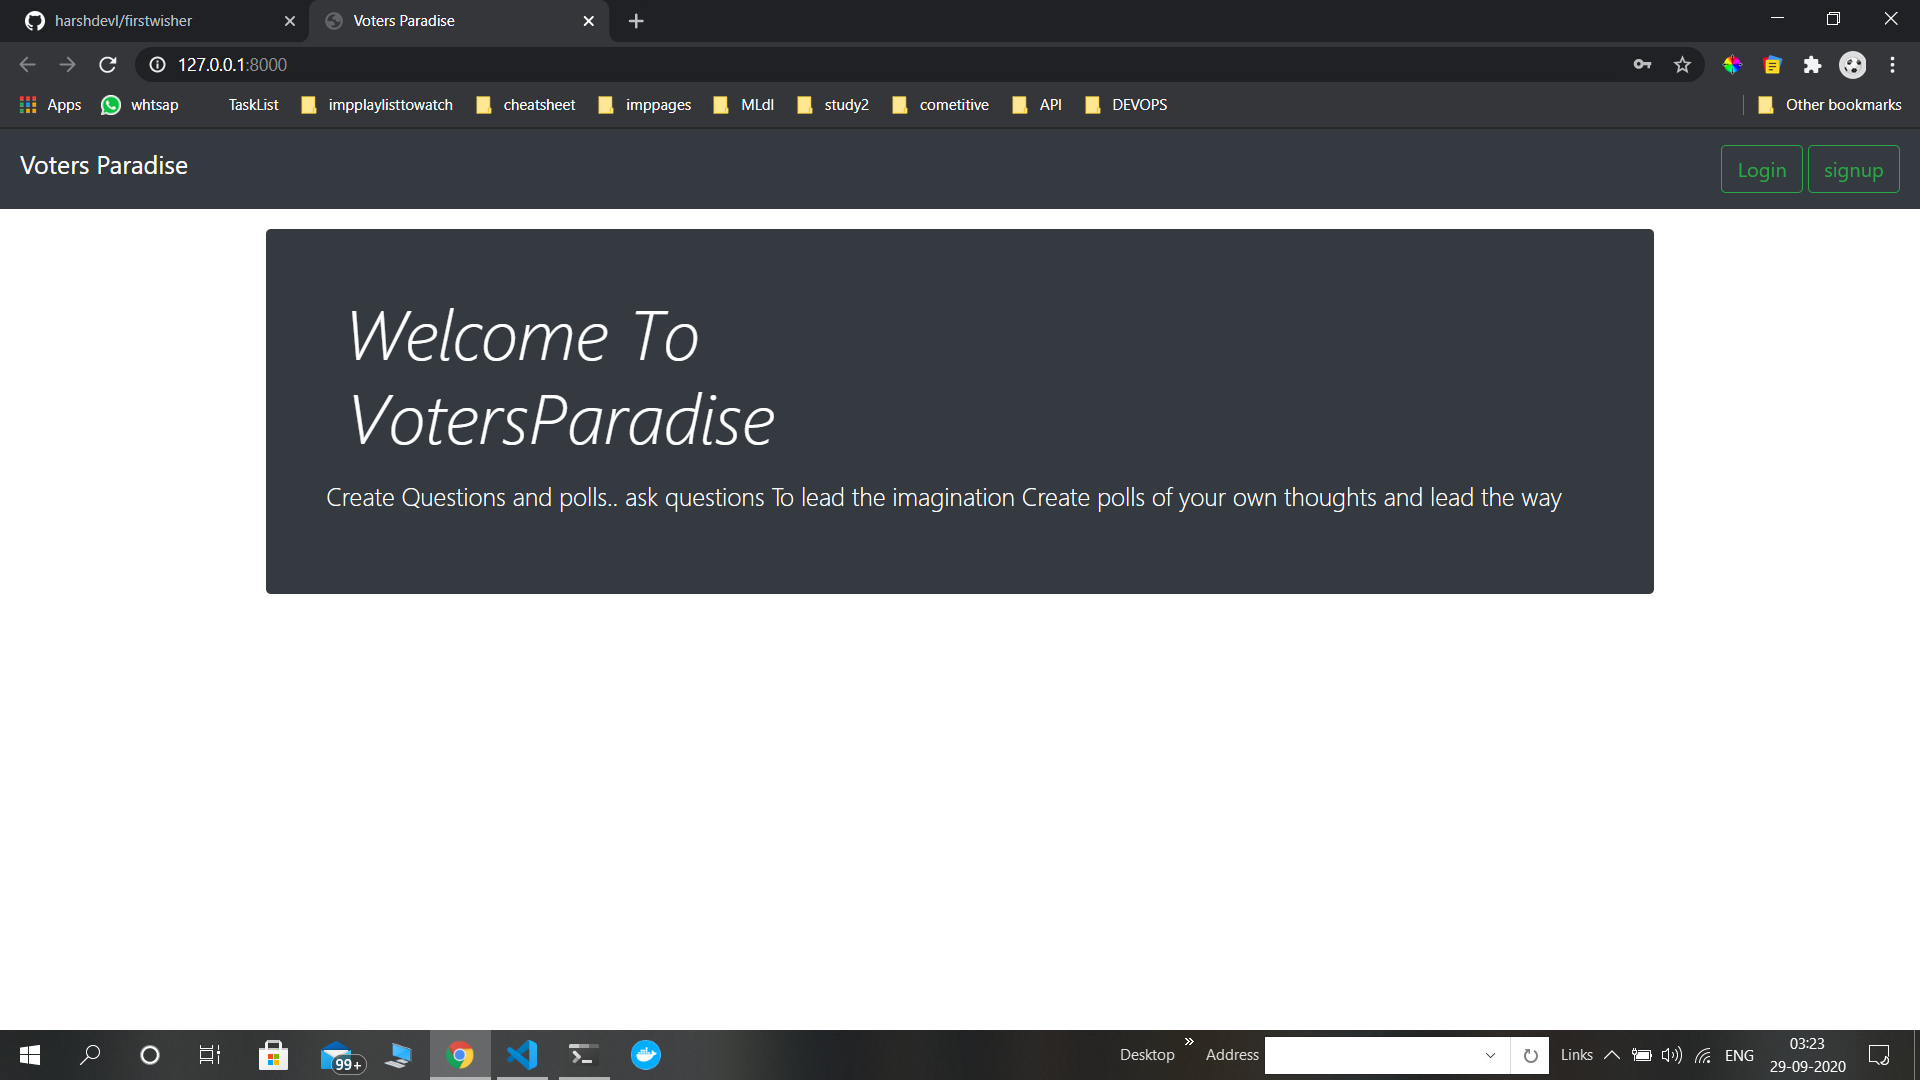 harshdevl/firstwisher
Voters Paradise
127.0.0.1:8000
Apps whtsap TaskList impplaylisttowatch cheatsheet imppages MLdl study2 cometitive API DEVOPS Other bookmarks
Voters Paradise Login signup
Welcome To
VotersParadise
Create Questions and polls.. ask questions To lead the imagination Create polls of your own thoughts and lead the way
99+ Desktop » Address Links ENG 03:23
29-09-2020